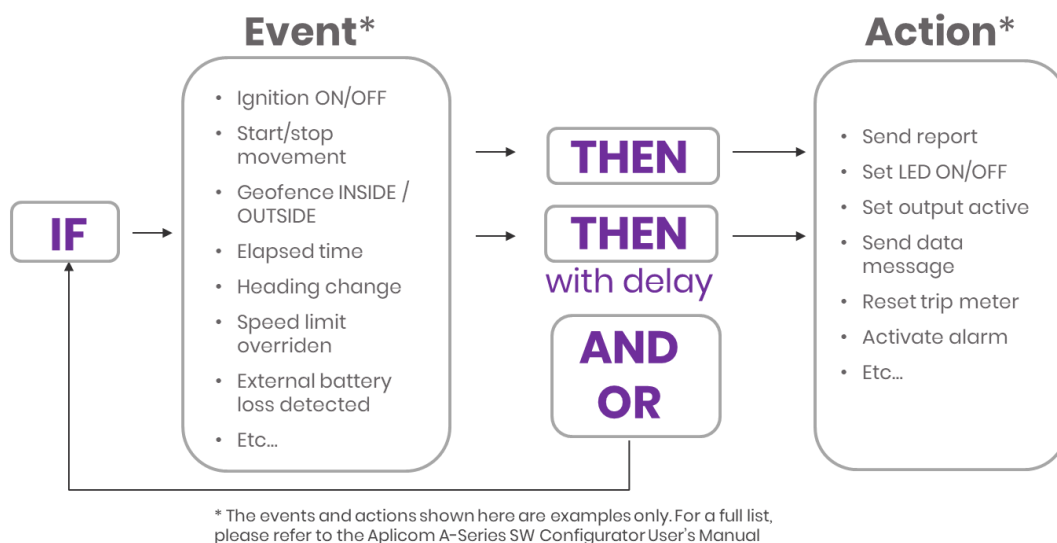 Event*
Action*
IF
• Ignition ON/OFF
• Start/stop
movement
• Geofence INSIDE /
OUTSIDE
• Elapsed time
• Heading change
• Speed limit
overriden
• External battery
loss detected
• Etc...
THEN
THEN
with delay
AND
OR
• Send report
• Set LED ON/OFF
• Set output active
• Send data
message
• Reset trip meter
• Activate alarm
• Etc...
* The events and actions shown here are examples only. For a full list,
please refer to the Aplicom A-Series SW Configurator User's Manual